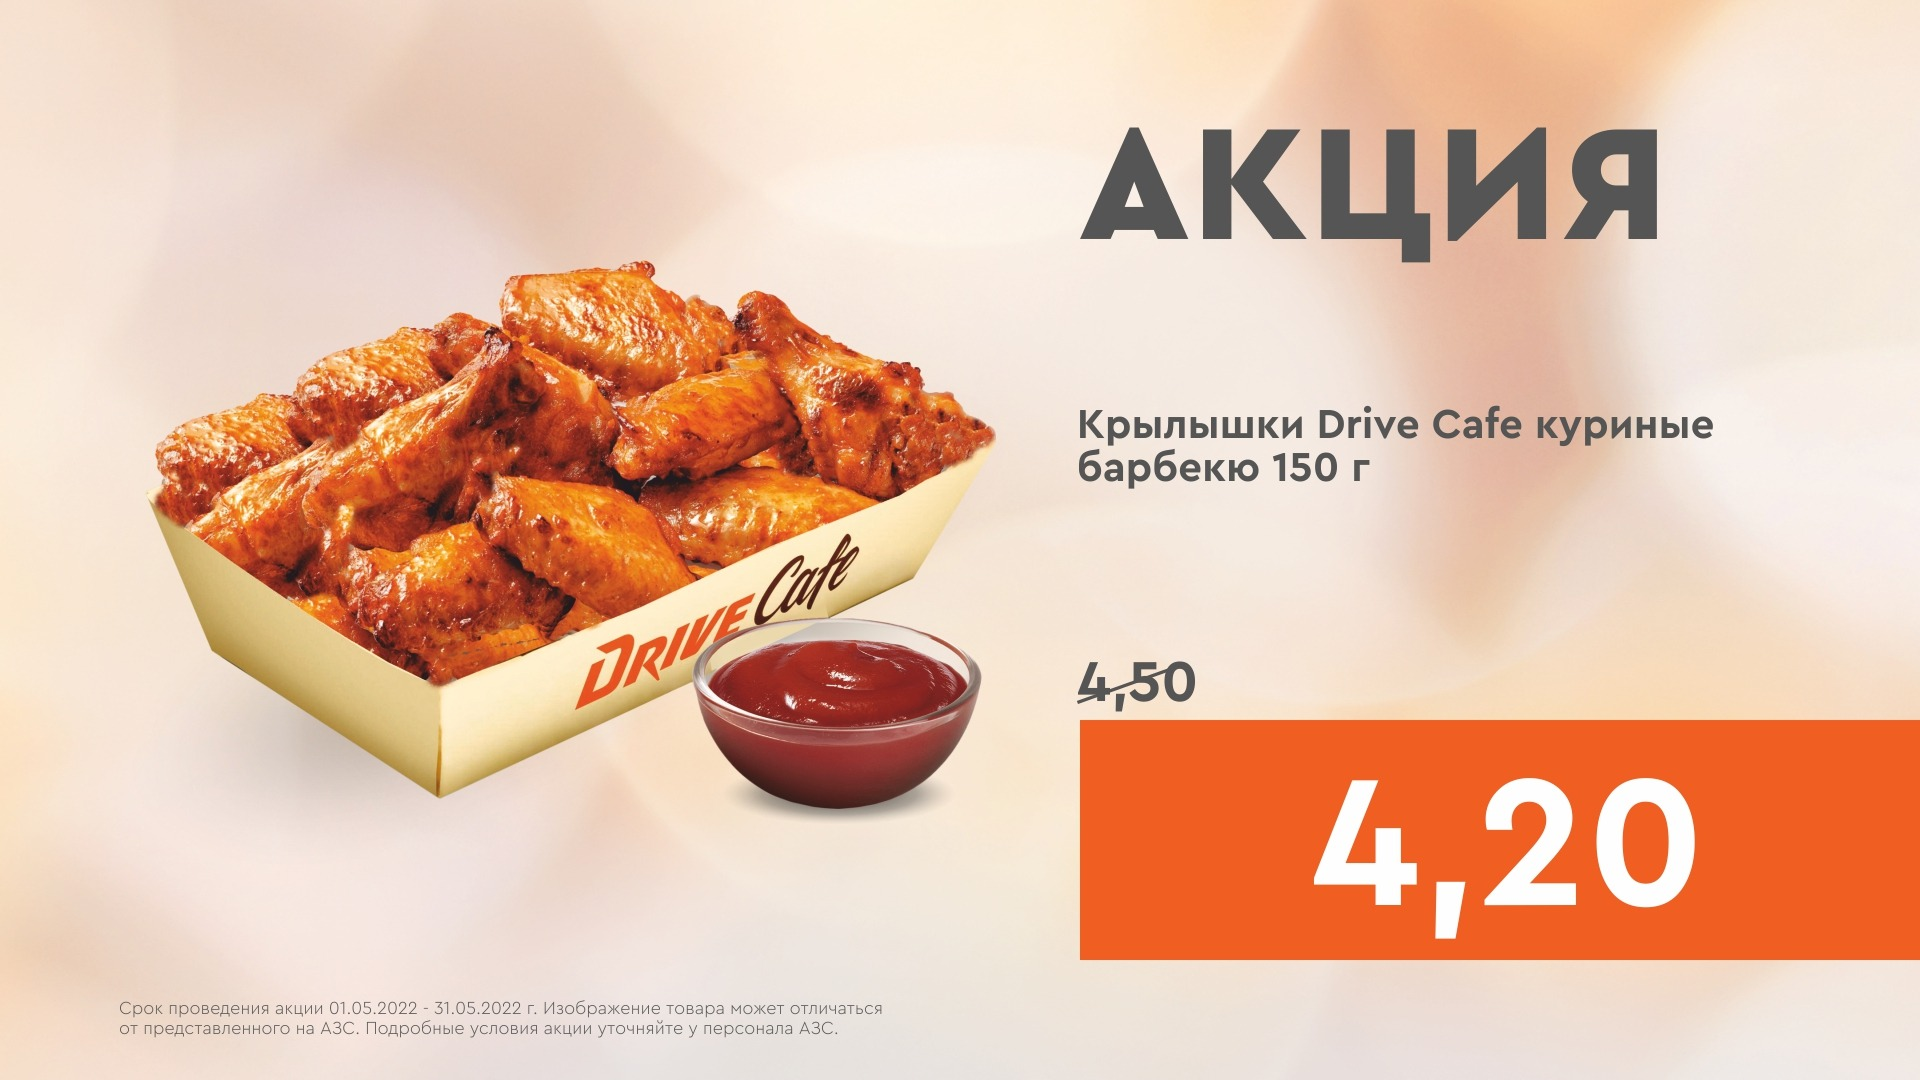 АКЦИЯ
Крылышки Drive Cafe куриные
барбекю 150 г
DRIVE Cafe
4,50
4,20
Срок проведения акции 01.05.2022 - 31.05.2022 г. Изображение товара может отличаться
от представленного на АЗС. Подробные условия акции уточняйте у персонала АЗС.